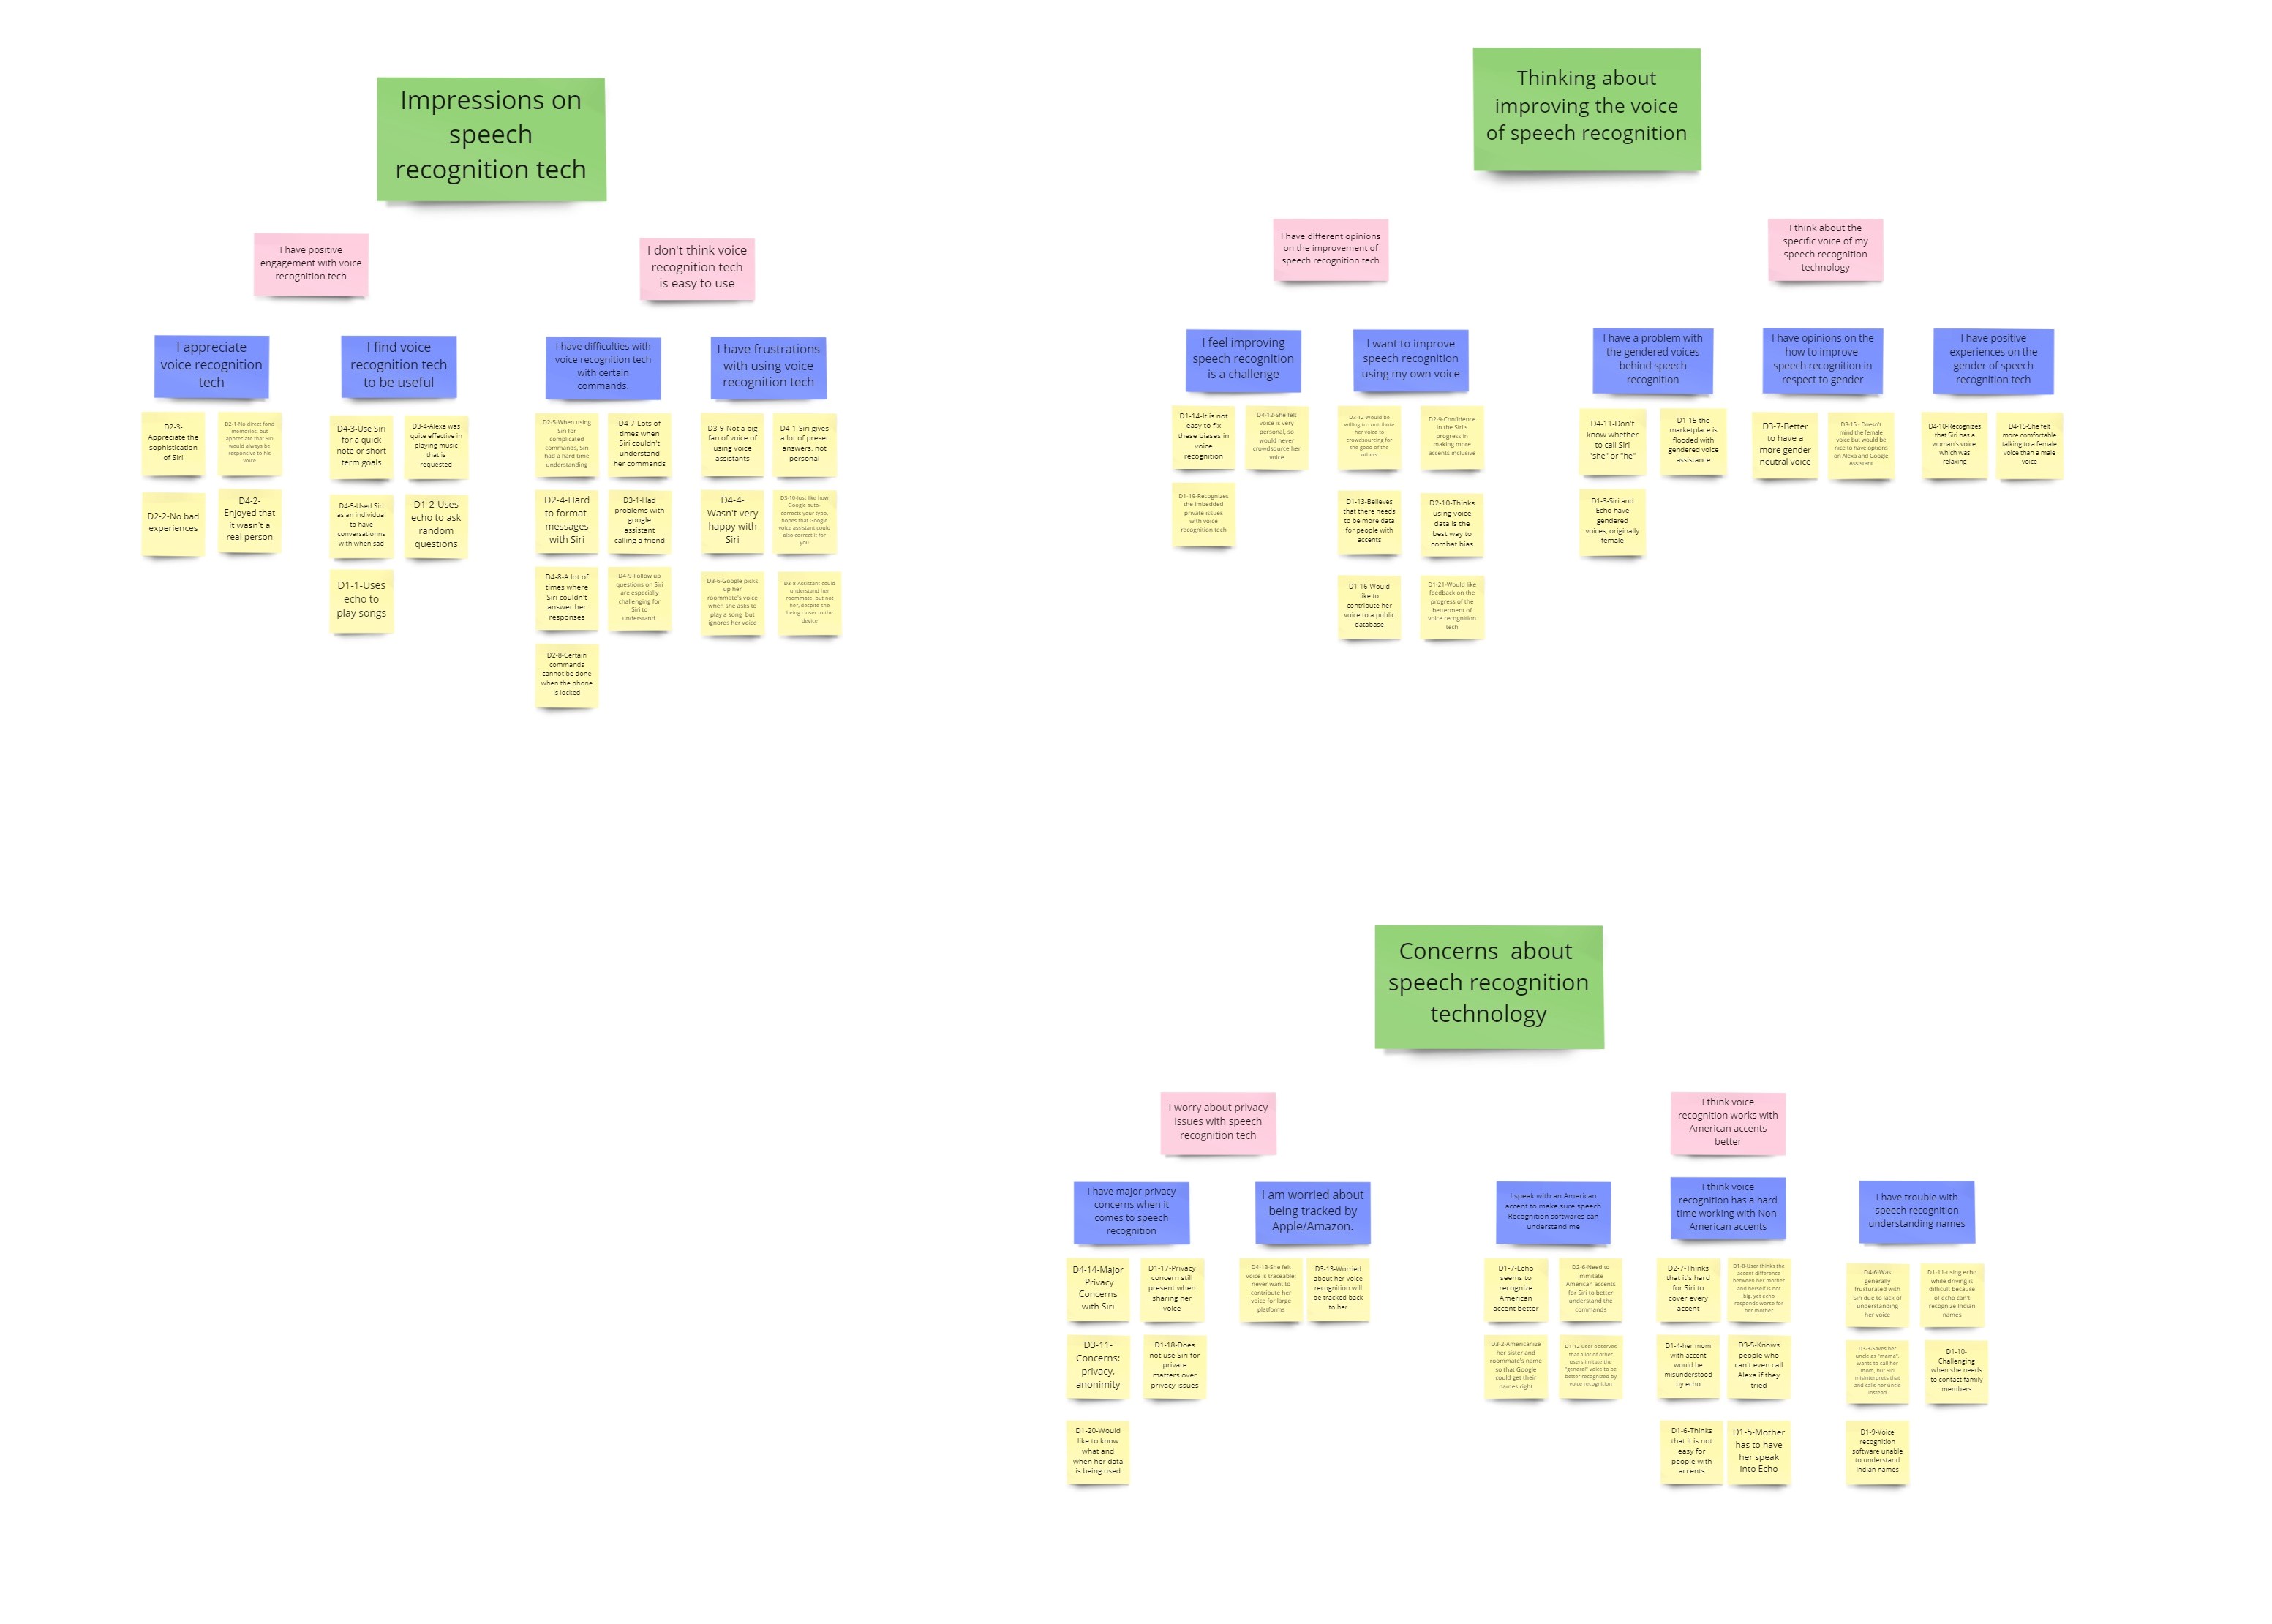 Impressions on
speech
recognition tech
I have positive
engagement with voice
recognition tech
I don't think voice
recognition tech
is easy to use
I appreciate
voice recognition
tech
I find voice
recognition tech
to be useful
I have difficulties with
voice recognition tech
with certain
commands.
I have frustrations
with using voice
recognition tech
D2-3-
Appreciate the
sophistication
of Siri
D2-1-No direct fond
memories, but
appreciate that Siri
would always be
responsive to his
voice
D2-2-No bad
experiences
D4-2-
Enjoyed that
it wasn't a
real person
D4-3-Use Siri
for a quick
note or short
term goals
D3-4-Alexa was
quite effective in
playing music
that is
requested
D4-5-Used Siri
as an individual
to have
conversationns
with when sad
D1-2-Uses
echo to ask
random
questions
D1-1-Uses
echo to
play songs
D2-5-When using
Siri for
complicated
commands, Siri
had a hard time
understanding
D4-7-Lots of
times when
Siri couldn't
understand
her commands
D2-4-Hard
to format
messages
with Siri
D3-1-Had
problems with
google
assistant
calling a friend
D4-8-A lot of
times where
Siri couldn't
answer her
responses
D4-9-Follow up
questions on Siri
are especially
challenging for
Siri to
understand.
D2-8-Certain
commands
cannot be done
when the phone
is locked
D3-9-Not a big
fan of voice of
using voice
assistants
D4-1-Siri gives
a lot of preset
answers, not
personal
D4-4-
Wasn't very
happy with
Siri
D3-10-Just like how
Google auto-
corrects your typo,
hopes that Google
voice assistant could
also correct it for
you
D3-6-Google picks
up her
roommate's voice
when she asks to
play a song but
ignores her voice
D3-8-Assistant could
understand her
roommate, but not
her, despite she
being closer to the
device
Thinking about
improving the voice
of speech recognition
I have different opinions
on the improvement of
speech recognition tech
I think about the
specific voice of my
speech recognition
technology
I feel improving
speech recognition
is a challenge
I want to improve
speech recognition
using my own voice
I have a problem with
the gendered voices
behind speech
recognition
I have opinions on the
how to improve
speech recognition in
respect to gender
I have positive
experiences on the
gender of speech
recognition tech
D1-14-It is not
easy to fix
these biases in
voice
recognition
D4-12-She felt
voice is very
personal, so
would never
crowdsource her
voice
D1-19-Recognizes
the imbedded
private issues
with voice
recognition tech
D3-12-Would be
willing to contribute
her voice to
crowdsourcing for
the good of the
others
D2-9-Confidence
in the Siri's
progress in
making more
accents inclusive
D1-13-Believes
that there needs
to be more data
for people with
accents
D2-10-Thinks
using voice
data is the
best way to
combat bias
D1-16-Would
like to
contribute her
voice to a public
database
D1-21-Would like
feedback on the
progress of the
betterment of
voice recognition
tech
D4-11-Don't
know whether
to call Siri
"she" or "he"
D1-15-the
marketplace is
flooded with
gendered voice
assistance
D1-3-Siri and
Echo have
gendered
voices, originally
female
D3-7-Better
to have a
more gender
neutral voice
D3-15 - Doesn't
mind the female
voice but would be
nice to have options
on Alexa and Google
Assistant
D4-10-Recognizes
that Siri has a
woman's voice,
which was
relaxing
D4-15-She felt
more comfortable
talking to a female
voice than a male
voice
Concerns about
speech recognition
technology
I worry about privacy
issues with speech
recognition tech
I think voice
recognition works with
American accents
better
I have major privacy
concerns when it
comes to speech
recognition
I am worried about
being tracked by
Apple/Amazon.
I speak with an American
accent to make sure speech
Recognition softwares can
understand me
I think voice
recognition has a hard
time working with Non-
American accents
I have trouble with
speech recognition
understanding names
D4-14-Major
Privacy
Concerns
with Siri
D1-17-Privacy
concern still
present when
sharing her
voice
D3-11-
Concerns:
privacy,
anonimity
D1-18-Does
not use Siri for
private
matters over
privacy issues
D1-20-Would
like to know
what and
when her data
is being used
D4-13-She felt
voice is traceable;
never want to
contribute her
voice for large
platforms
D3-13-Worried
about her voice
recognition will
be tracked back
to her
D1-7-Echo
seems to
recognize
American
accent better
D2-6-Need to
immitate
American accents
for Siri to better
understand the
commands
D3-2-Americanize
her sister and
roommate's name
so that Google
could get their
names right
D1-12-user observes
that a lot of other
users imitate the
"general" voice to be
better recognized by
voice recognition
D2-7-Thinks
that it's hard
for Siri to
cover every
accent
D1-8-User thinks the
accent difference
between her mother
and herself is not
big, yet echo
responds worse for
her mother
D1-4-her mom
with accent
would be
misunderstood
by echo
D3-5-Knows
people who
can't even call
Alexa if they
tried
D1-6-Thinks
that it is not
easy for
people with
accents
D1-5-Mother
has to have
her speak
into Echo
D4-6-Was
generally
frusturated with
Siri due to lack of
understanding
her voice
D1-11-using echo
while driving is
difficult because
of echo can't
recognize Indian
names
D3-3-Saves her
uncle as "mama",
wants to call her
mom, but Siri
misinterprets that
and calls her uncle
instead
D1-10-
Challenging
when she needs
to contact family
members
D1-9-Voice
recognition
software unable
to understand
Indian names